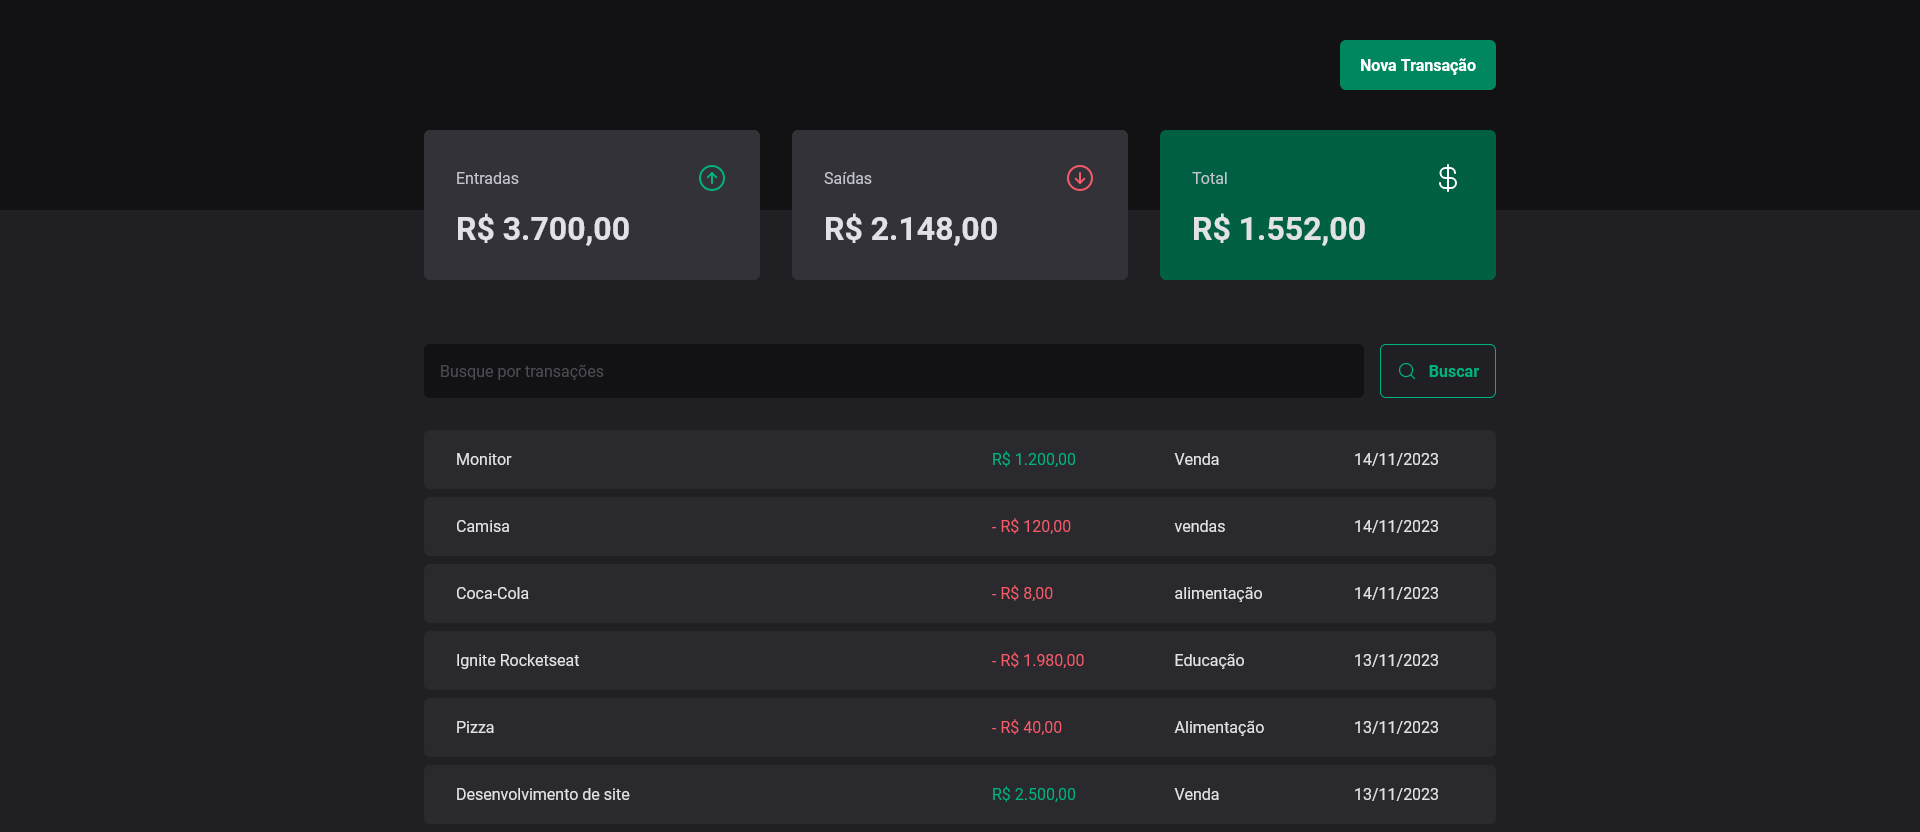 Nova Transação
Entradas
Saídas
Total
R$ 3.700,00
R$ 2.148,00
R$ 1.552,00
Busque por transações
Buscar
Monitor R$ 1.200,00 Venda 14/11/2023
Camisa - R$ 120,00 vendas 14/11/2023
Coca-Cola - R$ 8,00 alimentação 14/11/2023
Ignite Rocketseat - R$ 1.980,00 Educação 13/11/2023
Pizza - R$ 40,00 Alimentação 13/11/2023
Desenvolvimento de site R$ 2.500,00 Venda 13/11/2023